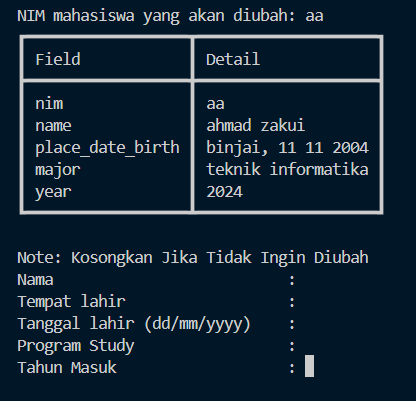 NIM mahasiswa yang akan diubah: aa
Field Detail
nim aa
name ahmad zakui
place_date_birth binjai, 11 11 2004
major teknik informatika
year 2024
Note: Kosongkan Jika Tidak Ingin Diubah
Nama :
Tempat lahir :
Tanggal lahir (dd/mm/yyyy) :
Program Study :
Tahun Masuk :